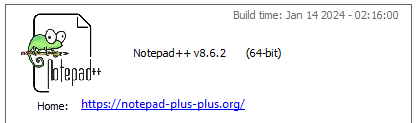 Build time: Jan 14 2024 - 02:16:00
Notepad++ v8.6.2 (64-bit)
Notepad++
Home: https://notepad-plus-plus.org/